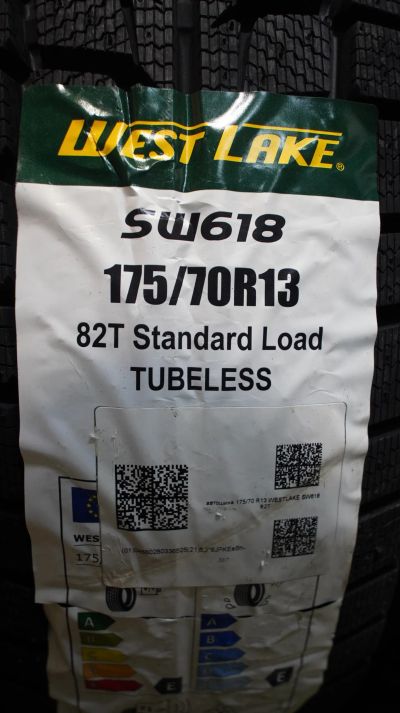 WEST LAKE®
SW618
175/70R13
82T Standard Load
TUBELESS
автошина 175/70 R13 WESTLAKE SW618
82T
WES
175
A
A
E
E